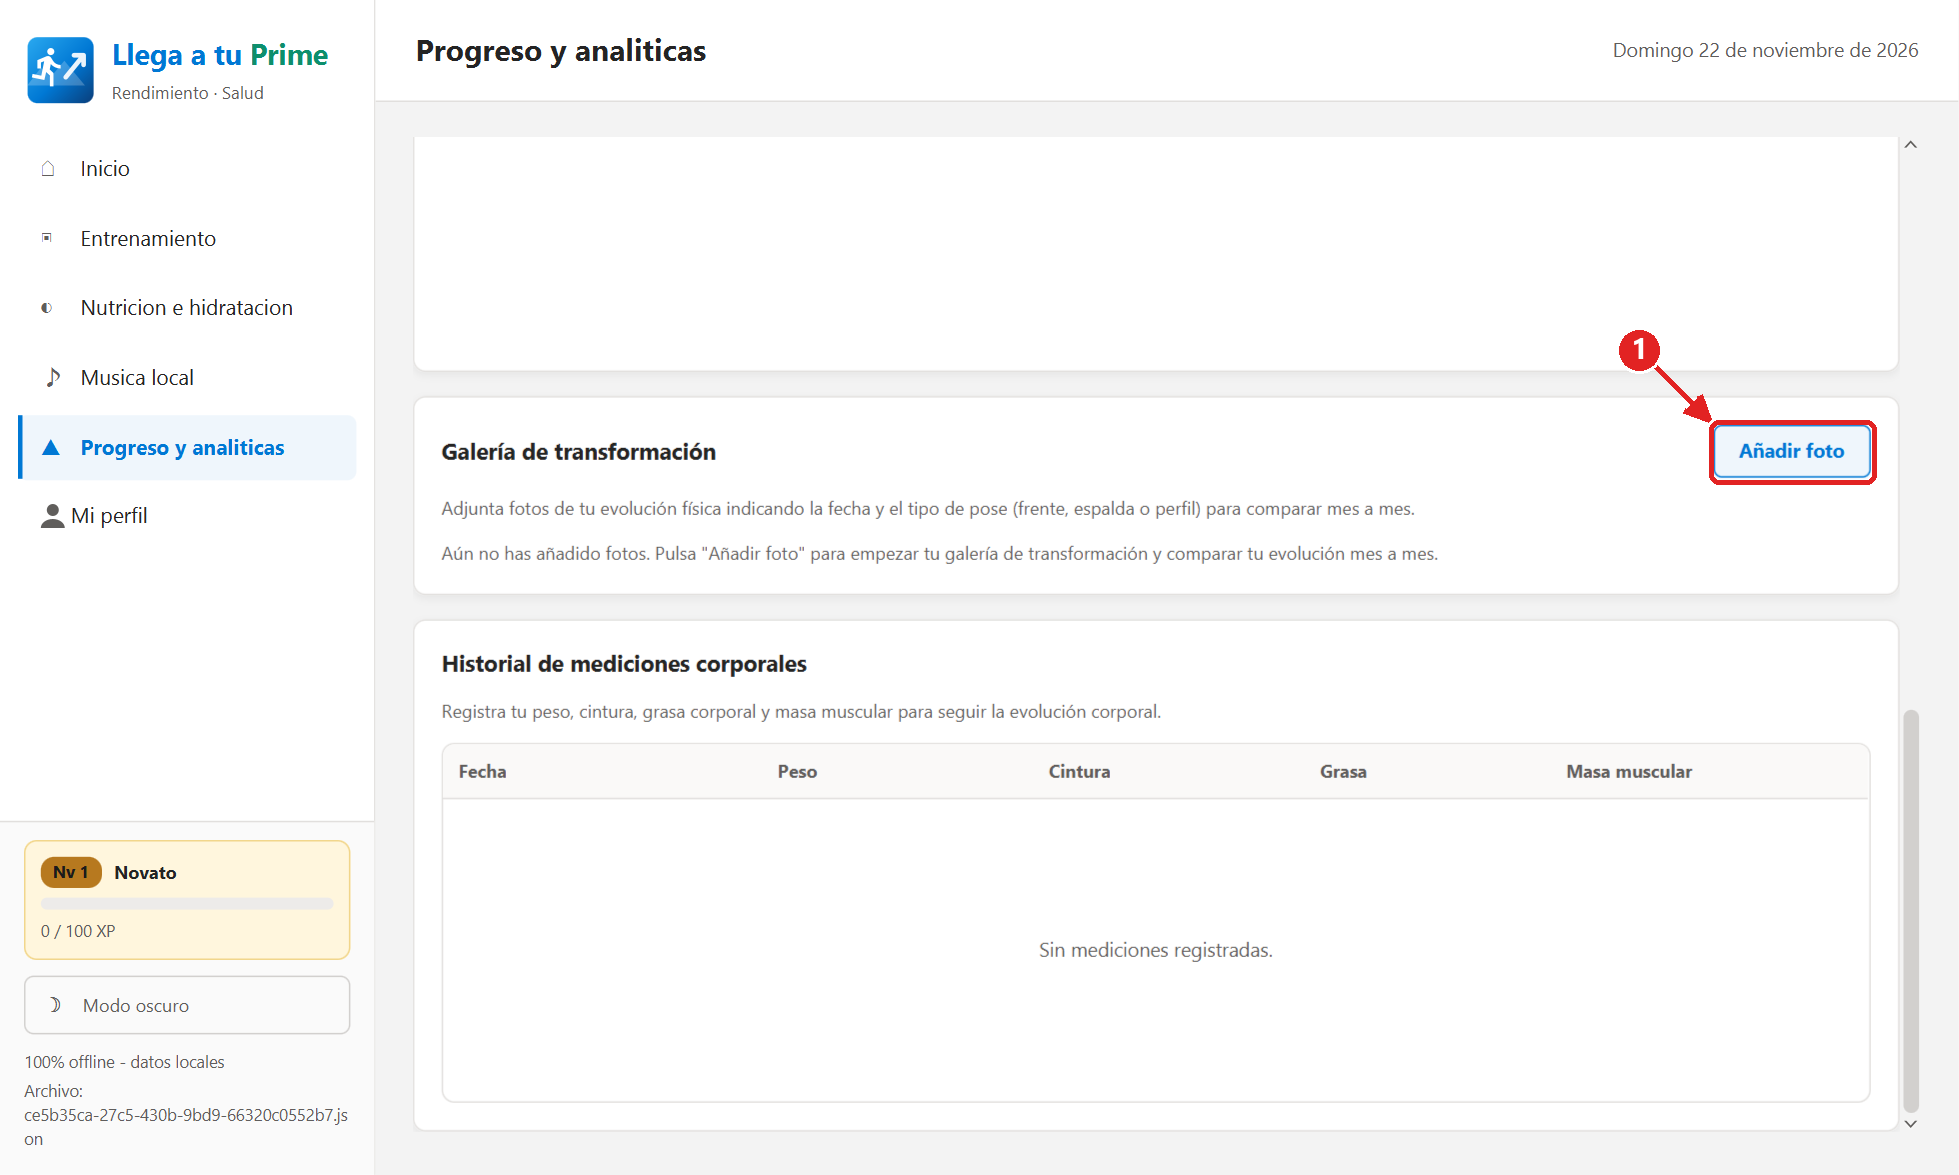 Llega a tu Prime
Rendimiento · Salud
Inicio
Entrenamiento
Nutricion e hidratacion
Musica local
Progreso y analiticas
Mi perfil
Nv 1 Novato
0 / 100 XP
Modo oscuro
100% offline - datos locales
Archivo:
ce5b35ca-27c5-430b-9bd9-66320c0552b7.js
on
Progreso y analiticas
Domingo 22 de noviembre de 2026
1
Galería de transformación
Añadir foto
Adjunta fotos de tu evolución física indicando la fecha y el tipo de pose (frente, espalda o perfil) para comparar mes a mes.
Aún no has añadido fotos. Pulsa "Añadir foto" para empezar tu galería de transformación y comparar tu evolución mes a mes.
Historial de mediciones corporales
Registra tu peso, cintura, grasa corporal y masa muscular para seguir la evolución corporal.
Fecha Peso Cintura Grasa Masa muscular
Sin mediciones registradas.